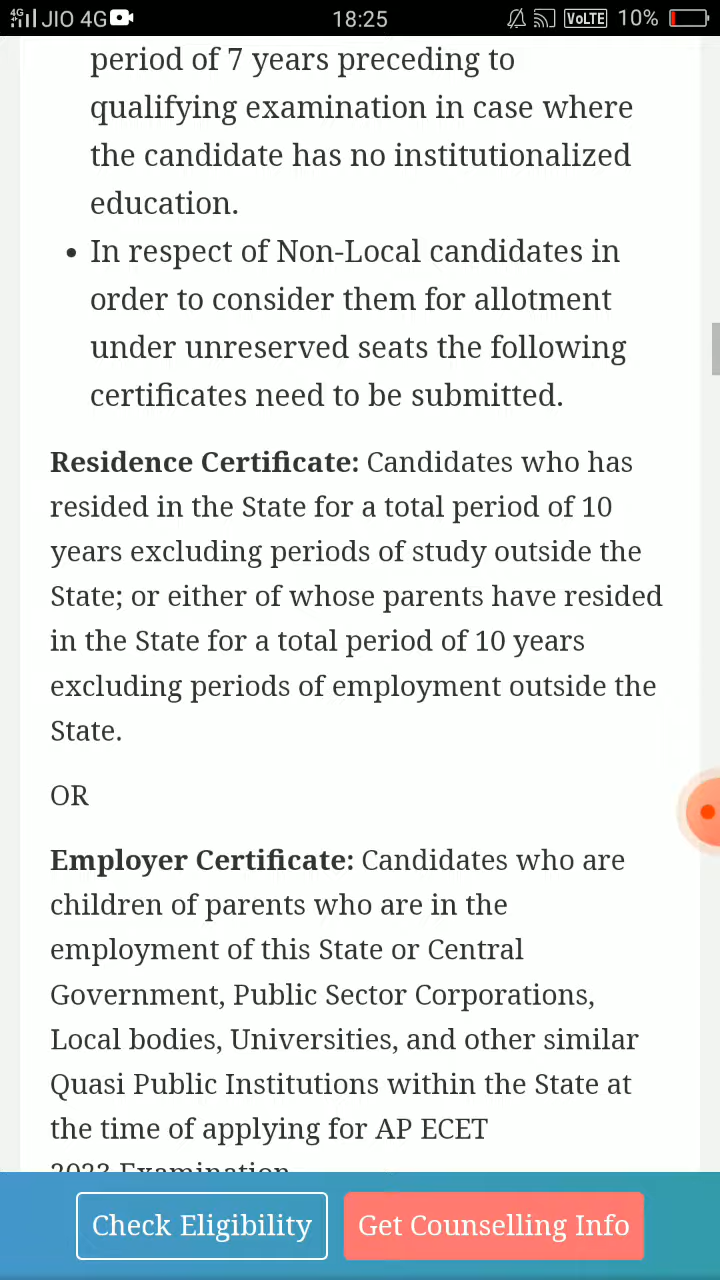 4G JIO 4G 18:25 VoLTE 10%
period of 7 years preceding to
qualifying examination in case where
the candidate has no institutionalized
education.
• In respect of Non-Local candidates in
order to consider them for allotment
under unreserved seats the following
certificates need to be submitted.
Residence Certificate: Candidates who has
resided in the State for a total period of 10
years excluding periods of study outside the
State; or either of whose parents have resided
in the State for a total period of 10 years
excluding periods of employment outside the
State.
OR
Employer Certificate: Candidates who are
children of parents who are in the
employment of this State or Central
Government, Public Sector Corporations,
Local bodies, Universities, and other similar
Quasi Public Institutions within the State at
the time of applying for AP ECET
2023 Examination
Check Eligibility Get Counselling Info